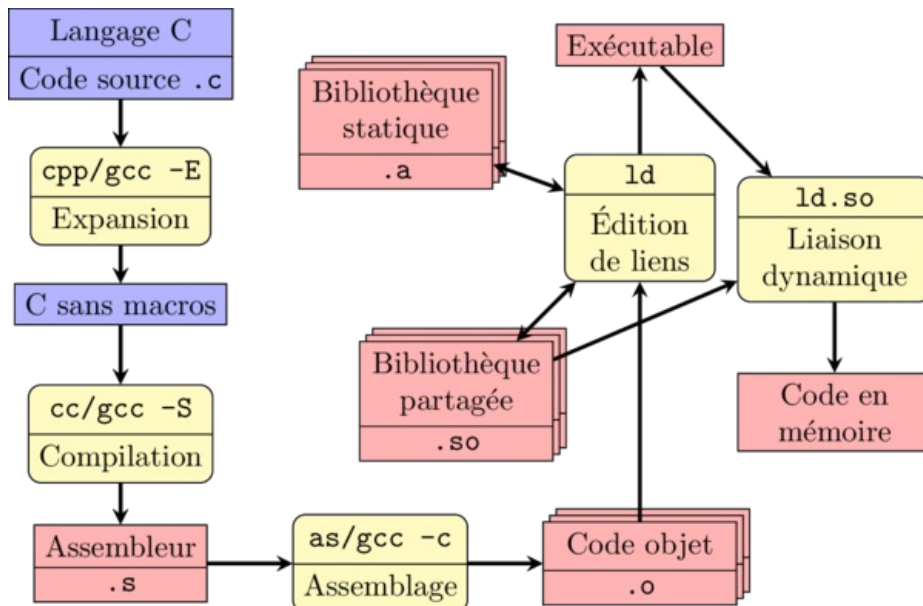 Langage C
Code source .c
cpp/gcc -E
Expansion
C sans macros
cc/gcc -S
Compilation
Assembleur
.s
as/gcc -c
Assemblage
Code objet
.o
Bibliothèque
statique
.a
Bibliothèque
partagée
.so
ld
Édition
de liens
Exécutable
ld.so
Liaison
dynamique
Code en
mémoire